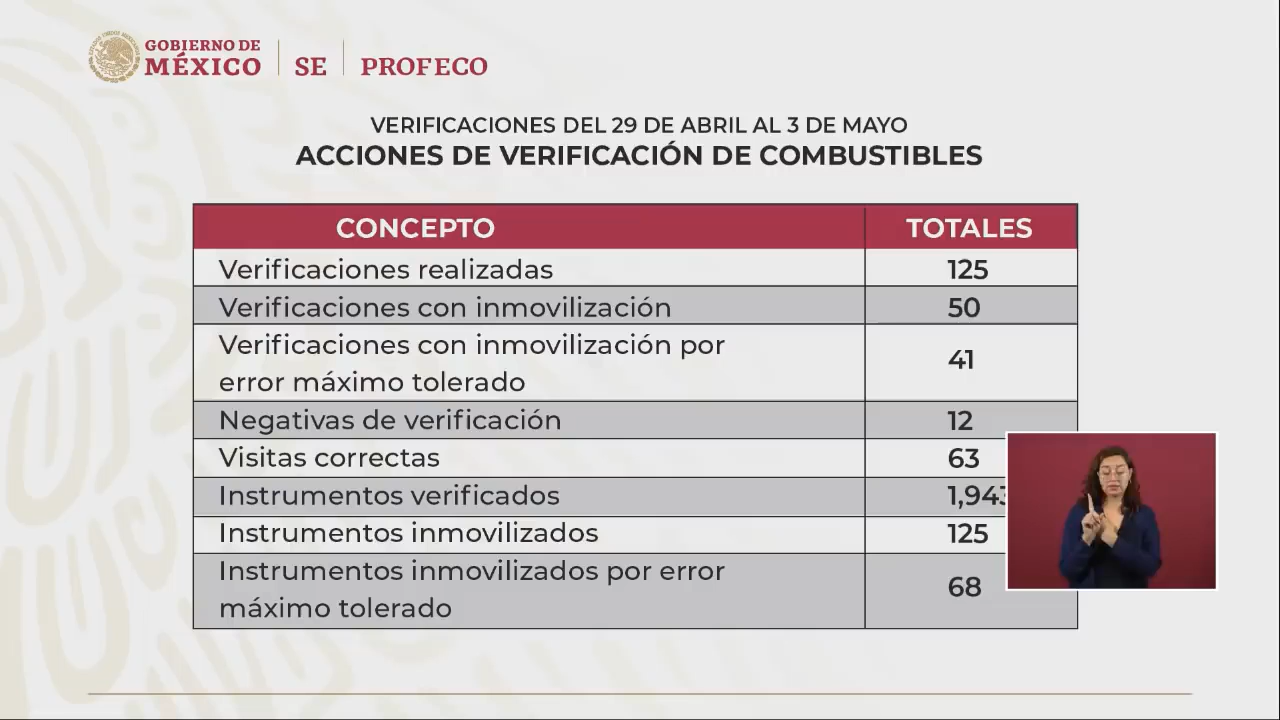 GOBIERNO DE
MÉXICO
SE
PROFECO
VERIFICACIONES DEL 29 DE ABRIL AL 3 DE MAYO
ACCIONES DE VERIFICACIÓN DE COMBUSTIBLES
CONCEPTO TOTALES
Verificaciones realizadas 125
Verificaciones con inmovilización 50
Verificaciones con inmovilización por
error máximo tolerado 41
Negativas de verificación 12
Visitas correctas 63
Instrumentos verificados 1,943
Instrumentos inmovilizados 125
Instrumentos inmovilizados por error
máximo tolerado 68